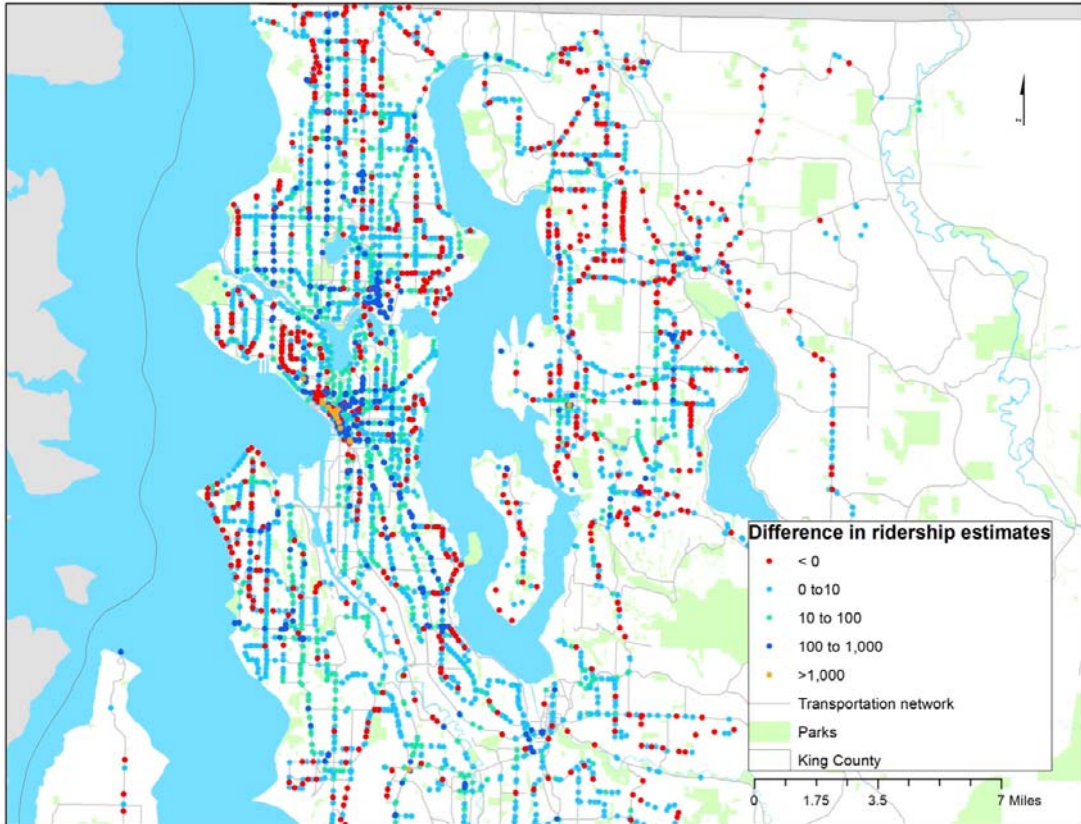 Difference in ridership estimates
< 0
0 to10
10 to 100
100 to 1,000
>1,000
Transportation network
Parks
King County
0 1.75 3.5 7 Miles